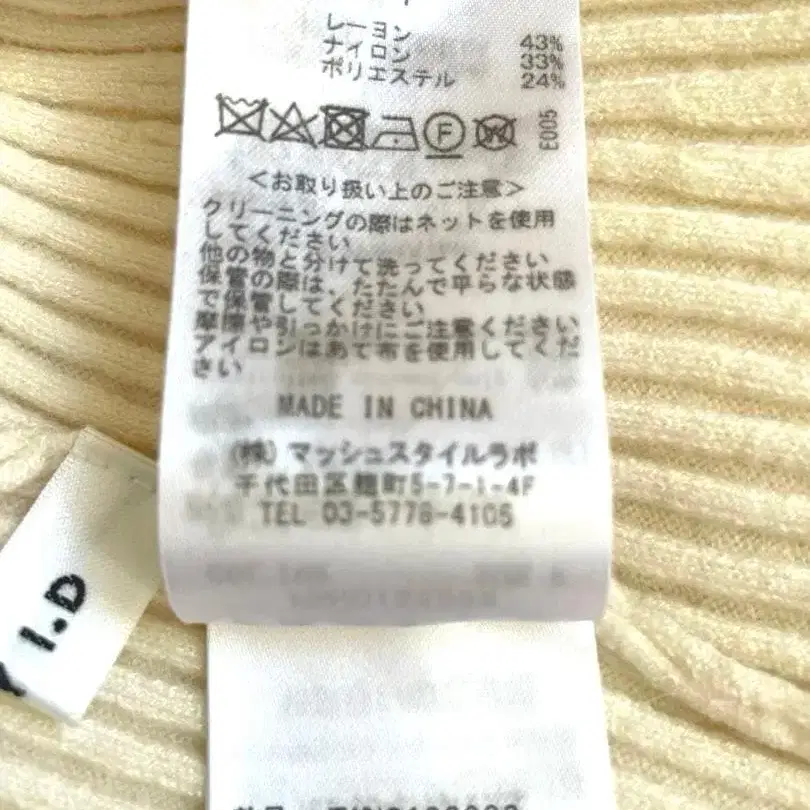 レーヨン 43%
ナイロン 33%
ポリエステル 24%
F W
E005
<お取り扱い上のご注意>
クリーニングの際はネットを使用
してください
他の物と分けて洗ってください
保管の際は、たたんで平らな状態
で保管してください
摩擦や引っかけにご注意ください
アイロンはあて布を使用してくだ
さい
MADE IN CHINA
(株)マッシュスタイルラボ
千代田区麹町5-7-1-4F
TEL 03-5778-4105
I.D